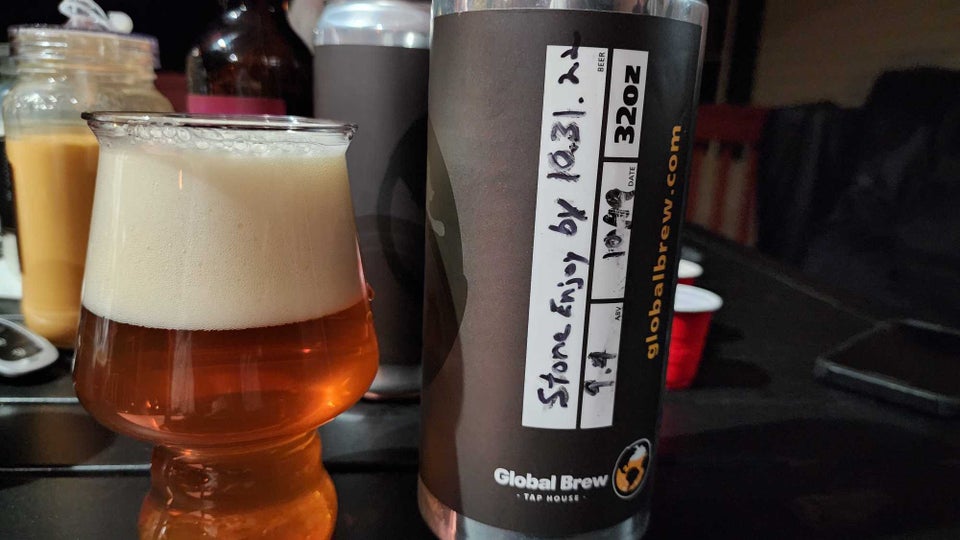 Stone Enjoy by 10.31.22
BEER
9.4
ABV
DATE
32oz
globalbrew.com
Global Brew
- TAP HOUSE -